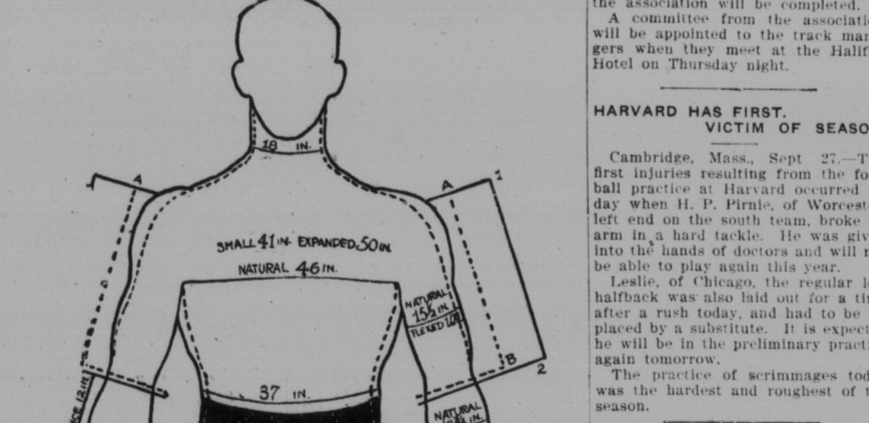 18 IN.
A
A
1
SMALL 41 IN. EXPANDED 50 IN.
NATURAL 46 IN.
NATURAL
15½ IN.
FLEXED
B
2
37 IN.
12 IN.
NATURAL
IN.
the association will be completed.
A committee from the associati
will be appointed to the track man
gers when they meet at the Halif
Hotel on Thursday night.
HARVARD HAS FIRST.
VICTIM OF SEASO
Cambridge, Mass., Sept 27.—T
first injuries resulting from the fo
ball practice at Harvard occurred
day when H. P. Pirnie, of Worcest
left end on the south team, broke
arm in a hard tackle. He was giv
into the hands of doctors and will
be able to play again this year.
Leslie, of Chicago, the regular l
halfback was also laid out for a ti
after a rush today, and had to be
placed by a substitute. It is expect
he will be in the preliminary practi
again tomorrow.
The practice of scrimmages tod
was the hardest and roughest of t
season.